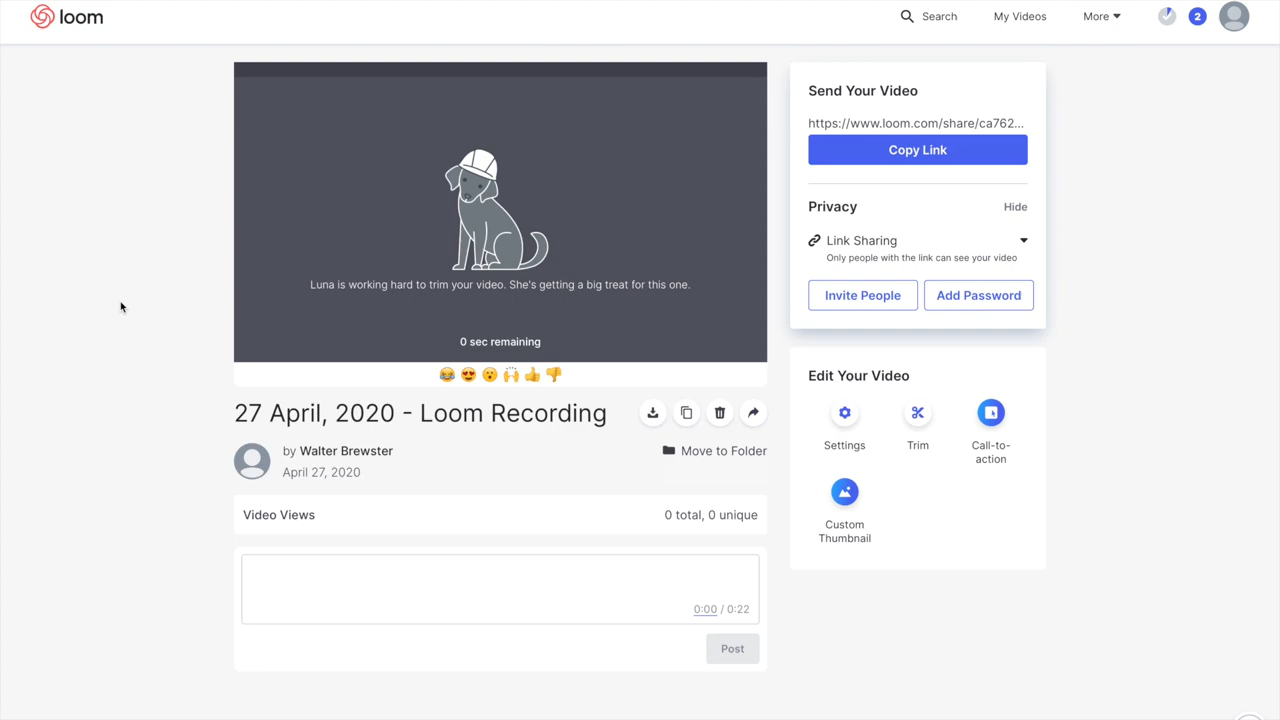 loom
Search
My Videos
More
2
Luna is working hard to trim your video. She's getting a big treat for this one.
0 sec remaining
27 April, 2020 - Loom Recording
by Walter Brewster
April 27, 2020
Move to Folder
Video Views
0 total, 0 unique
0:00 / 0:22
Post
Send Your Video
https://www.loom.com/share/ca762...
Copy Link
Privacy
Hide
Link Sharing
Only people with the link can see your video
Invite People
Add Password
Edit Your Video
Settings
Trim
Call-to-
action
Custom
Thumbnail